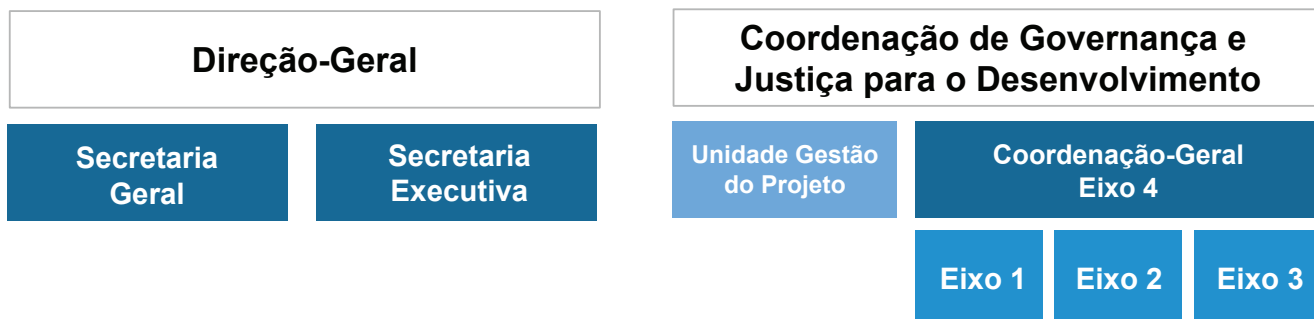 Direção-Geral
Secretaria
Geral
Secretaria
Executiva
Coordenação de Governança e
Justiça para o Desenvolvimento
Unidade Gestão
do Projeto
Coordenação-Geral
Eixo 4
Eixo 1
Eixo 2
Eixo 3